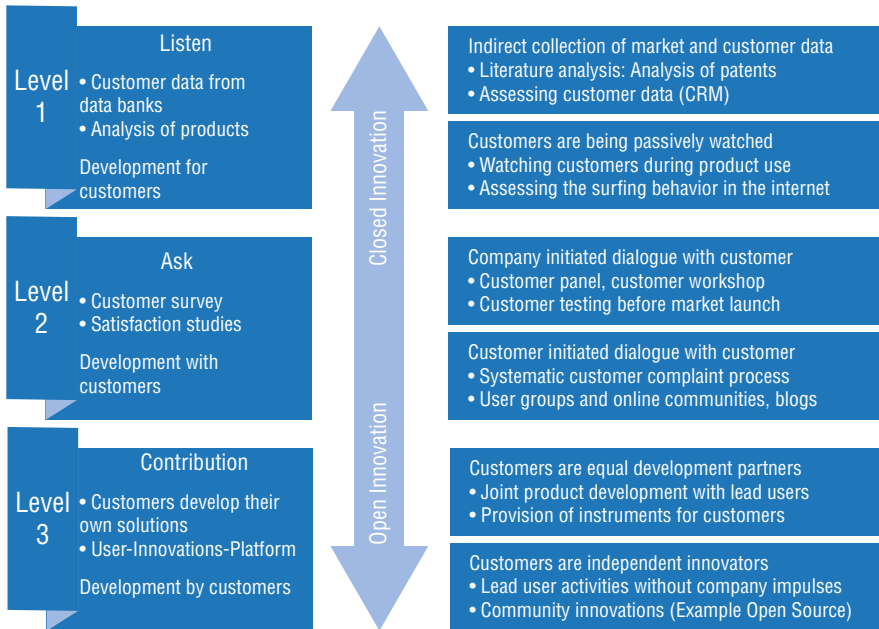 Level
1
Listen
• Customer data from
data banks
• Analysis of products
Development for
customers
Level
2
Ask
• Customer survey
• Satisfaction studies
Development with
customers
Level
3
Contribution
• Customers develop their
own solutions
• User-Innovations-Platform
Development by customers
Closed Innovation
Open Innovation
Indirect collection of market and customer data
• Literature analysis: Analysis of patents
• Assessing customer data (CRM)
Customers are being passively watched
• Watching customers during product use
• Assessing the surfing behavior in the internet
Company initiated dialogue with customer
• Customer panel, customer workshop
• Customer testing before market launch
Customer initiated dialogue with customer
• Systematic customer complaint process
• User groups and online communities, blogs
Customers are equal development partners
• Joint product development with lead users
• Provision of instruments for customers
Customers are independent innovators
• Lead user activities without company impulses
• Community innovations (Example Open Source)